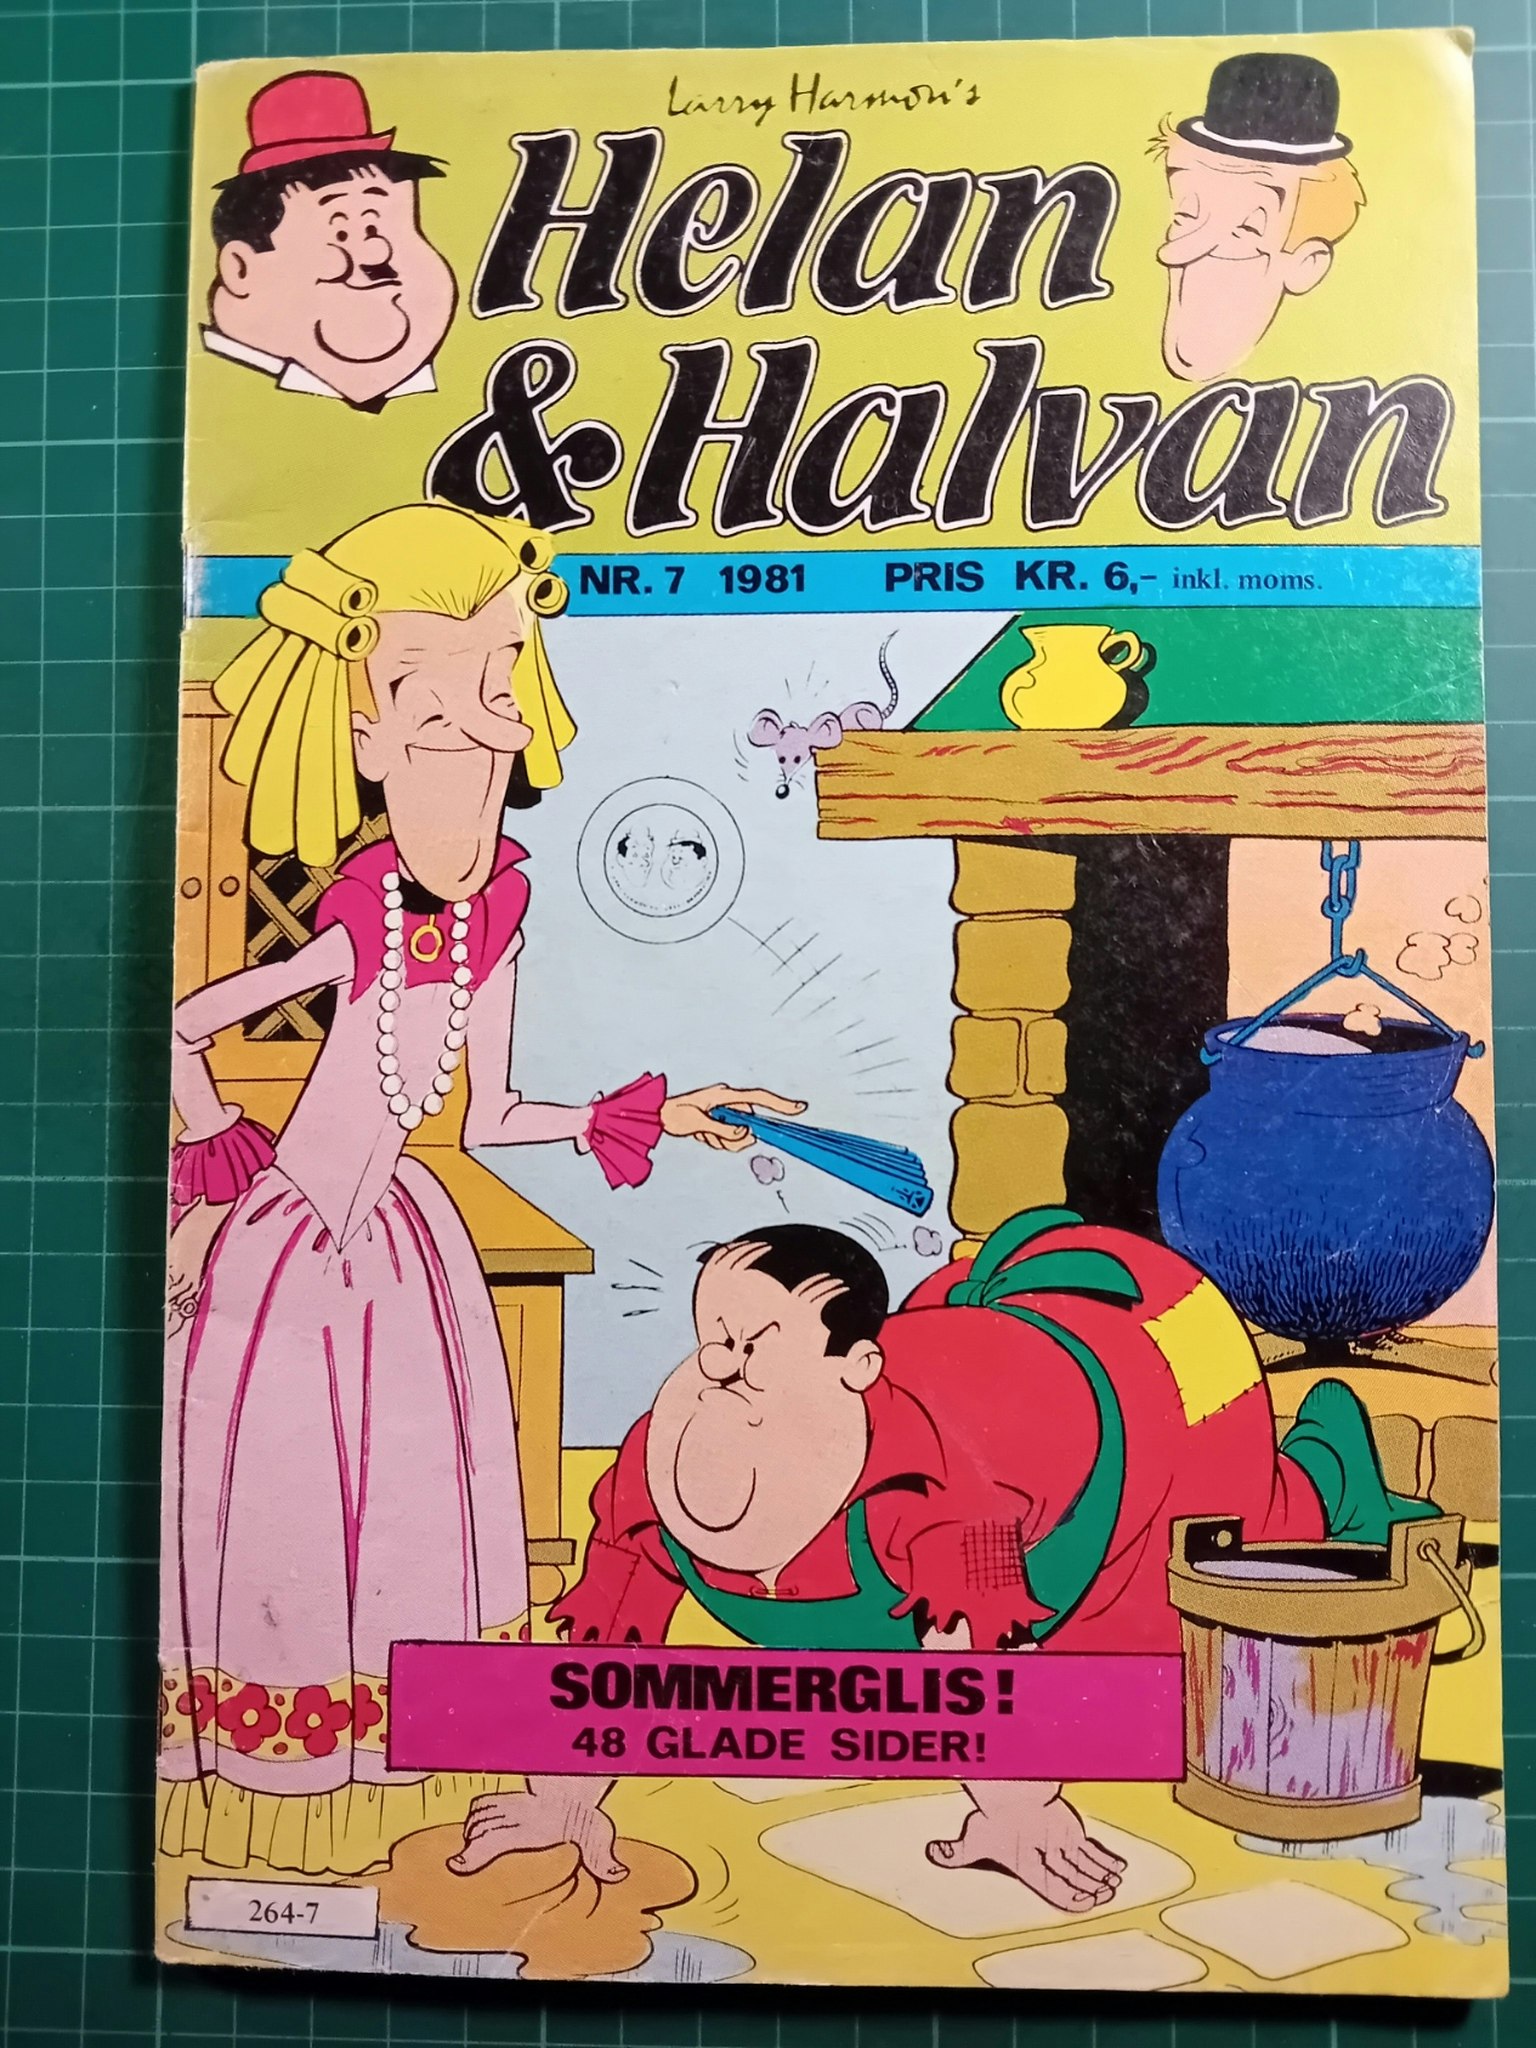 Larry Harmon's
Helan
& Halvan
NR. 7 1981 PRIS KR. 6,- inkl. moms.
SOMMERGLIS!
48 GLADE SIDER!
264-7